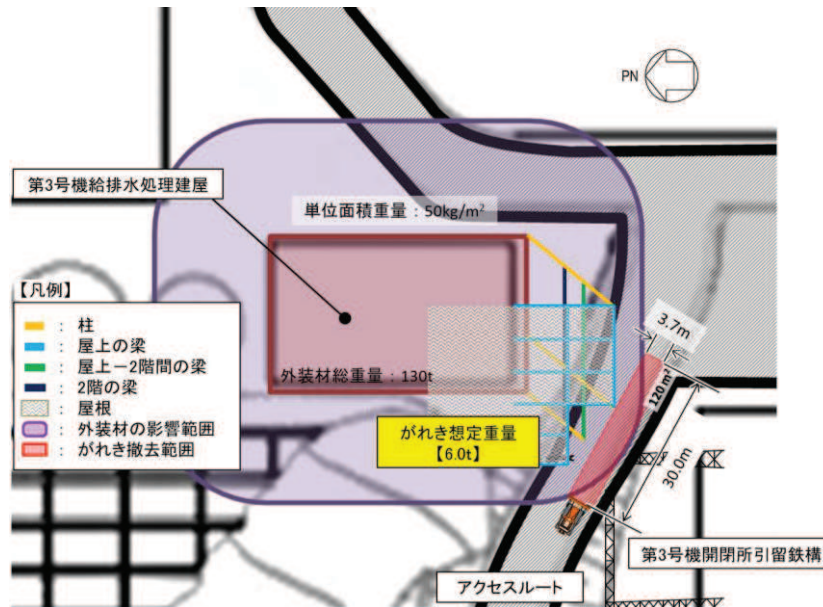 PN
第3号機給排水処理建屋
単位面積重量：50kg/m²
【凡例】
：柱
：屋上の梁
：屋上－2階間の梁
：2階の梁
：屋根
：外装材の影響範囲
：がれき撤去範囲
外装材総重量：130t
がれき想定重量
【6.0t】
3.7m
120m²
30.0m
第3号機開閉所引留鉄構
アクセスルート